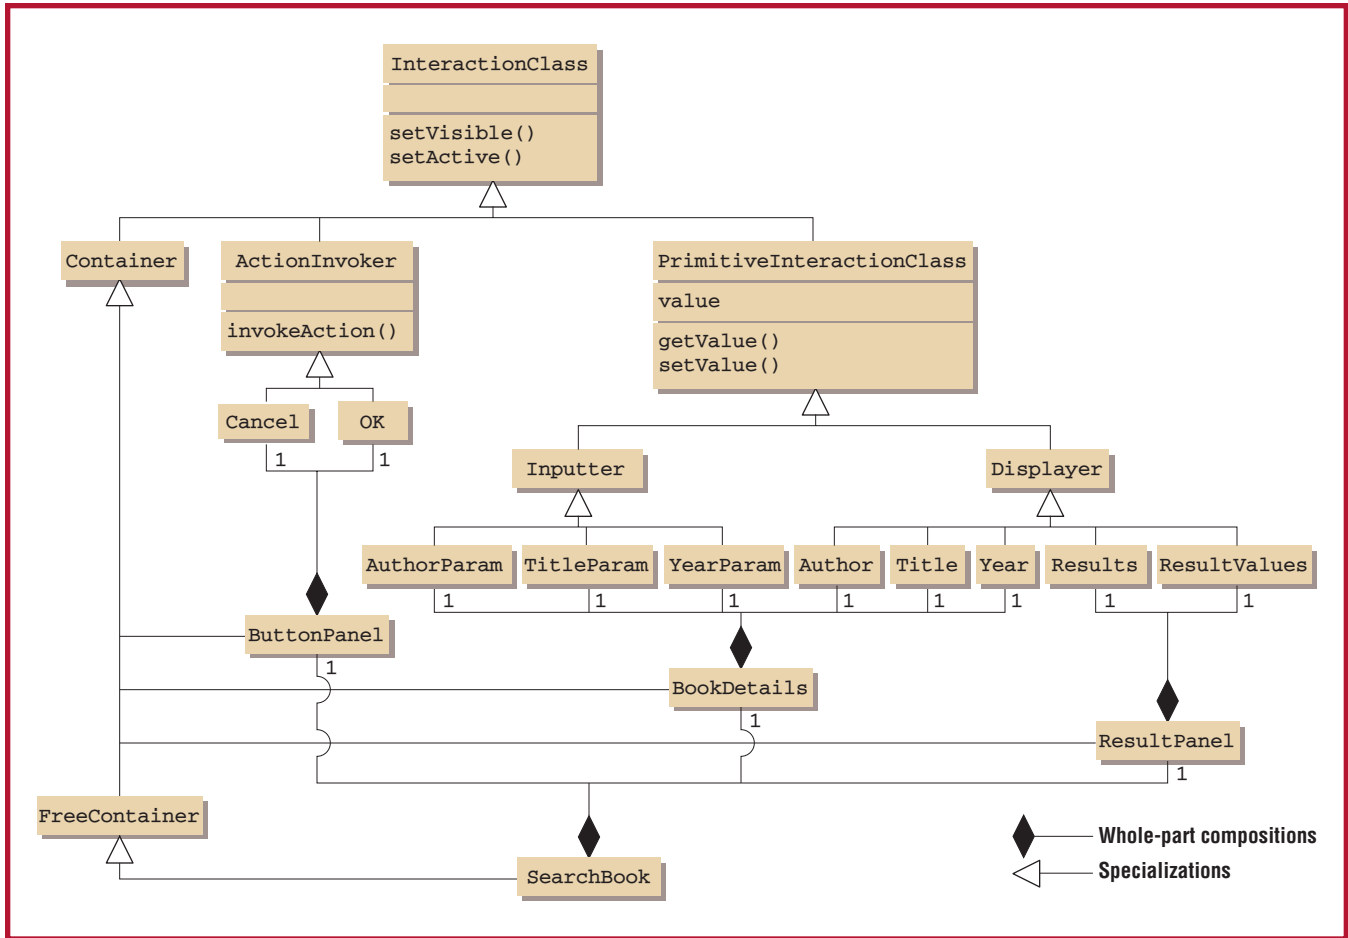 InteractionClass
setVisible()
setActive()
Container
ActionInvoker
invokeAction()
PrimitiveInteractionClass
value
getValue()
setValue()
Cancel
OK
1
1
Inputter
Displayer
AuthorParam
TitleParam
YearParam
Author
Title
Year
Results
ResultValues
1
1
1
1
1
1
1
1
ButtonPanel
1
BookDetails
1
ResultPanel
1
FreeContainer
SearchBook
Whole-part compositions
Specializations